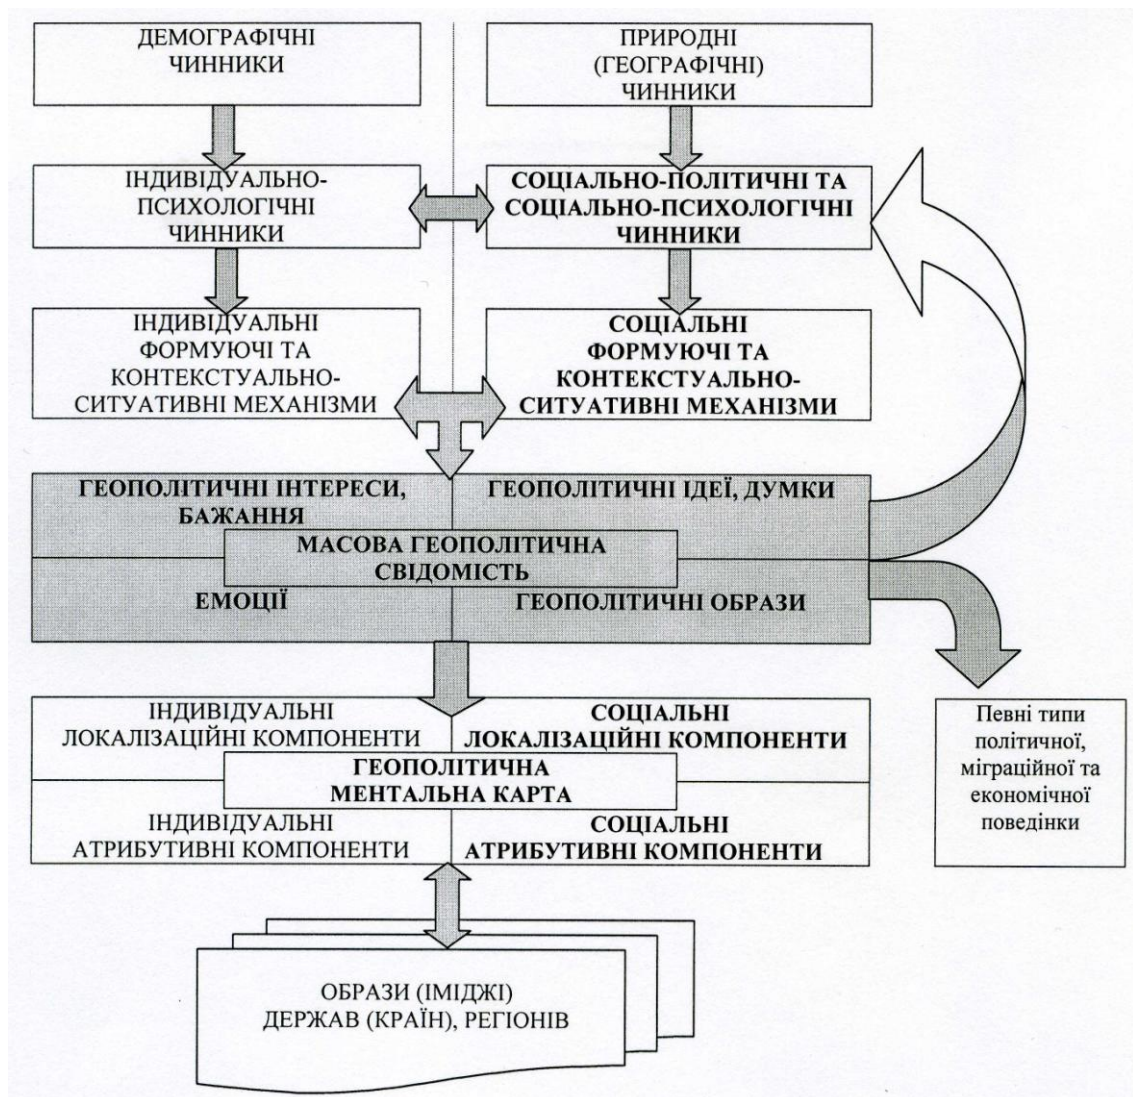 ДЕМОГРАФІЧНІ
ЧИННИКИ
ПРИРОДНІ
(ГЕОГРАФІЧНІ)
ЧИННИКИ
ІНДИВІДУАЛЬНО-
ПСИХОЛОГІЧНІ
ЧИННИКИ
СОЦІАЛЬНО-ПОЛІТИЧНІ ТА
СОЦІАЛЬНО-ПСИХОЛОГІЧНІ
ЧИННИКИ
ІНДИВІДУАЛЬНІ
ФОРМУЮЧІ ТА
КОНТЕКСТУАЛЬНО-
СИТУАТИВНІ МЕХАНІЗМИ
СОЦІАЛЬНІ
ФОРМУЮЧІ ТА
КОНТЕКСТУАЛЬНО-
СИТУАТИВНІ МЕХАНІЗМИ
ГЕОПОЛІТИЧНІ ІНТЕРЕСИ,
БАЖАННЯ
ГЕОПОЛІТИЧНІ ІДЕЇ, ДУМКИ
МАСОВА ГЕОПОЛІТИЧНА
СВІДОМІСТЬ
ЕМОЦІЇ
ГЕОПОЛІТИЧНІ ОБРАЗИ
ІНДИВІДУАЛЬНІ
ЛОКАЛІЗАЦІЙНІ КОМПОНЕНТИ
СОЦІАЛЬНІ
ЛОКАЛІЗАЦІЙНІ КОМПОНЕНТИ
ГЕОПОЛІТИЧНА
МЕНТАЛЬНА КАРТА
ІНДИВІДУАЛЬНІ
АТРИБУТИВНІ КОМПОНЕНТИ
СОЦІАЛЬНІ
АТРИБУТИВНІ КОМПОНЕНТИ
Певні типи
політичної,
міграційної та
економічної
поведінки
ОБРАЗИ (ІМІДЖІ)
ДЕРЖАВ (КРАЇН), РЕГІОНІВ